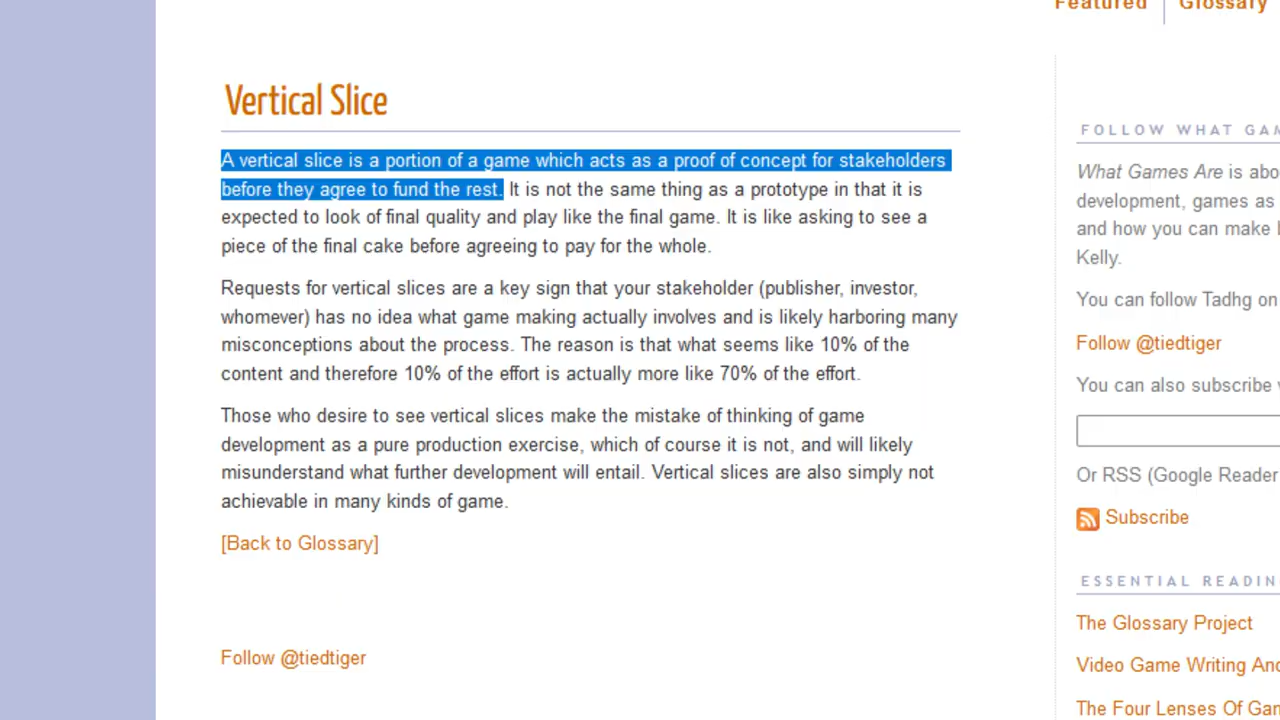 Featured
Glossary
Vertical Slice
A vertical slice is a portion of a game which acts as a proof of concept for stakeholders
before they agree to fund the rest. It is not the same thing as a prototype in that it is
expected to look of final quality and play like the final game. It is like asking to see a
piece of the final cake before agreeing to pay for the whole.
Requests for vertical slices are a key sign that your stakeholder (publisher, investor,
whomever) has no idea what game making actually involves and is likely harboring many
misconceptions about the process. The reason is that what seems like 10% of the
content and therefore 10% of the effort is actually more like 70% of the effort.
Those who desire to see vertical slices make the mistake of thinking of game
development as a pure production exercise, which of course it is not, and will likely
misunderstand what further development will entail. Vertical slices are also simply not
achievable in many kinds of game.
[Back to Glossary]
Follow @tiedtiger
FOLLOW WHAT
What Games Are is
development, games as
and how you can make
Kelly.
You can follow Tadhg on
Follow @tiedtiger
You can also subscribe
Or RSS (Google Reader
Subscribe
ESSENTIAL
The Glossary Project
Video Game Writing
The Four Lenses Of